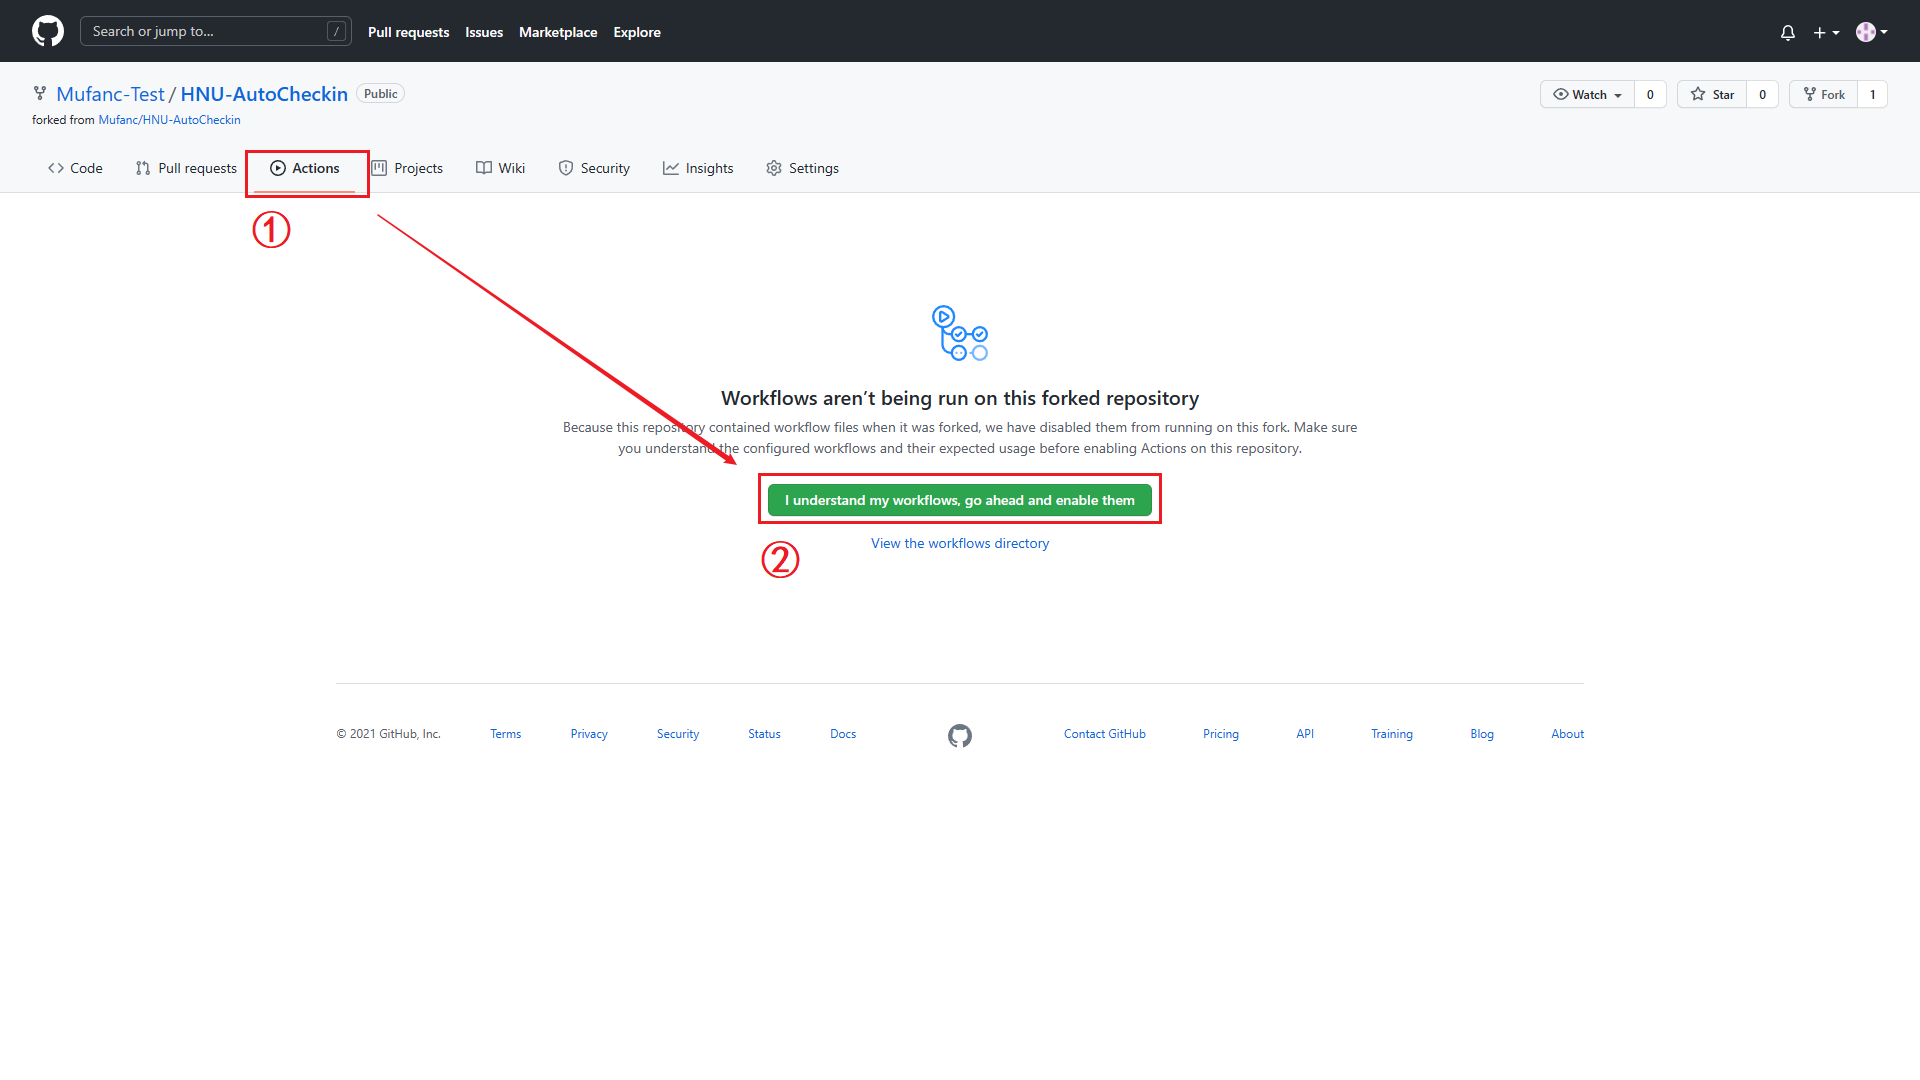 Search or jump to... /
Pull requests Issues Marketplace Explore
Mufanc-Test / HNU-AutoCheckin Public
Watch 0 Star 0 Fork 1
forked from Mufanc/HNU-AutoCheckin
Code Pull requests Actions Projects Wiki Security Insights Settings
①
Workflows aren’t being run on this forked repository
Because this repository contained workflow files when it was forked, we have disabled them from running on this fork. Make sure
you understand the configured workflows and their expected usage before enabling Actions on this repository.
I understand my workflows, go ahead and enable them
View the workflows directory
②
© 2021 GitHub, Inc. Terms Privacy Security Status Docs Contact GitHub Pricing API Training Blog About